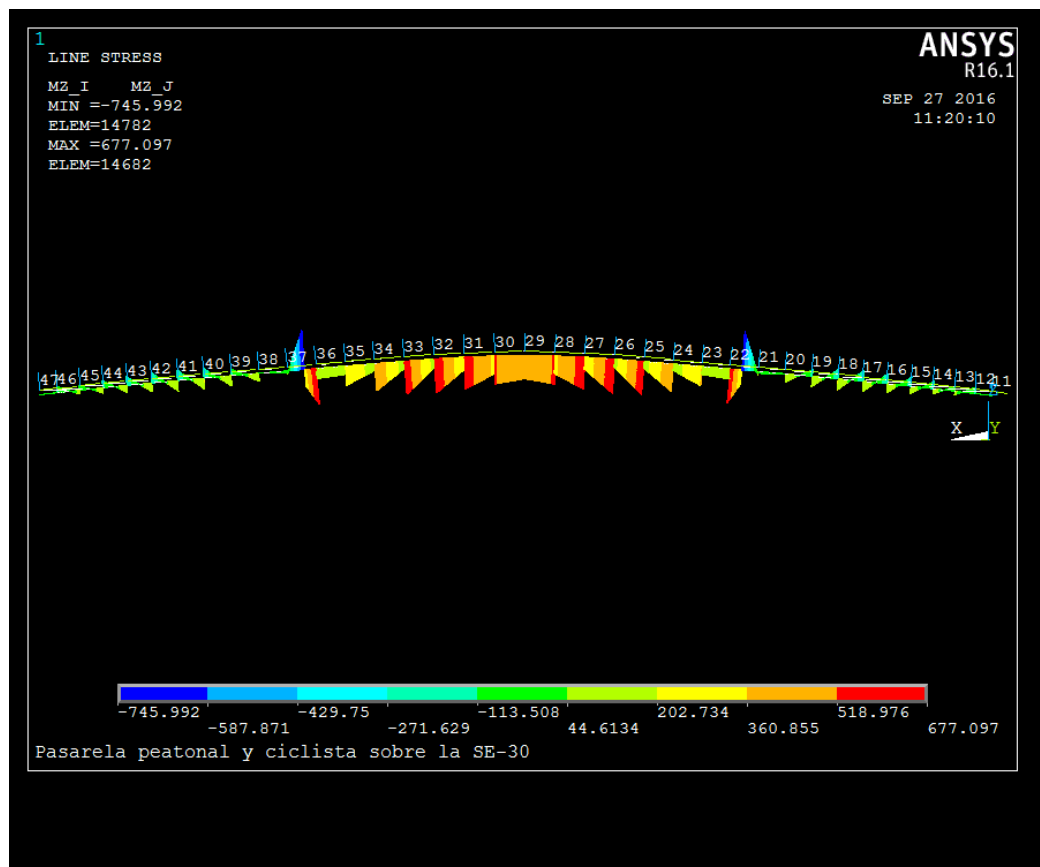 1
LINE STRESS
MZ_I MZ_J
MIN =-745.992
ELEM=14782
MAX =677.097
ELEM=14682
ANSYS
R16.1
SEP 27 2016
11:20:10
47 46 45 44 43 42 41 40 39 38 37 36 35 34 33 32 31 30 29 28 27 26 25 24 23 22 21 20 19 18 17 16 15 14 13 12 11
X Y
-745.992 -429.75 -113.508 202.734 518.976
-587.871 -271.629 44.6134 360.855 677.097
Pasarela peatonal y ciclista sobre la SE-30